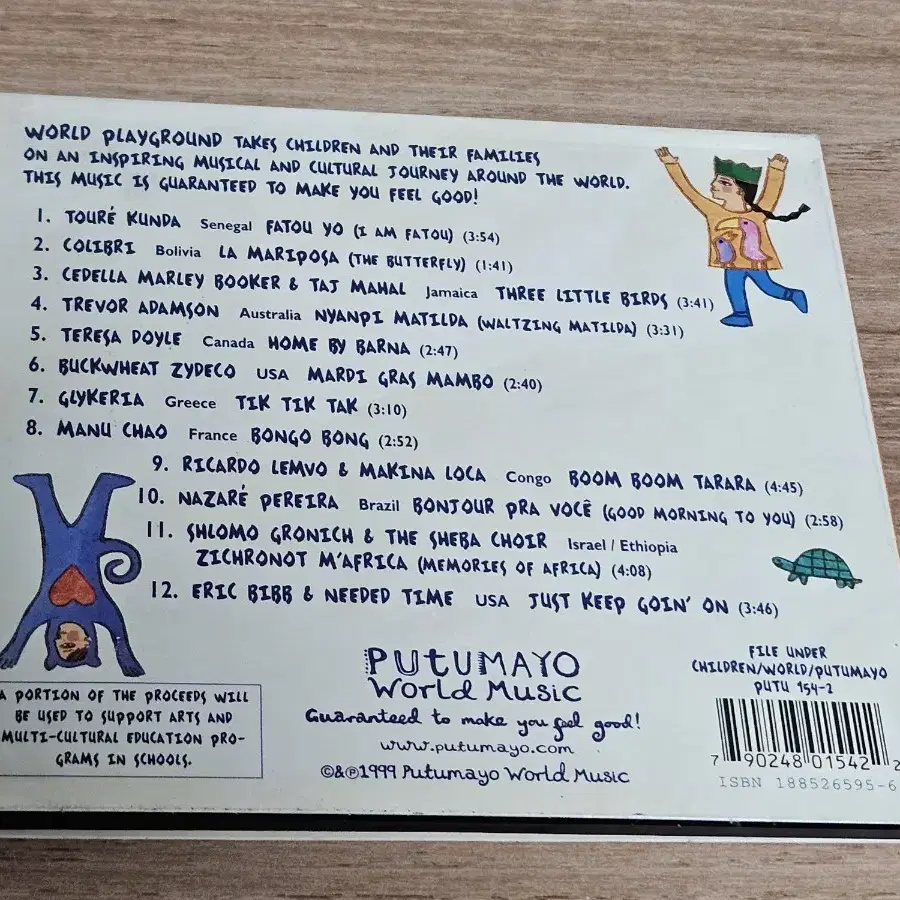 WORLD PLAYGROUND TAKES CHILDREN AND THEIR FAMILIES
ON AN INSPIRING MUSICAL AND CULTURAL JOURNEY AROUND THE WORLD.
THIS MUSIC IS GUARANTEED TO MAKE YOU FEEL GOOD!
1. TOURÉ KUNDA Senegal FATOU YO (I AM FATOU) (3:54)
2. COLIBRI Bolivia LA MARIPOSA (THE BUTTERFLY) (1:41)
3. CEDELLA MARLEY BOOKER & TAJ MAHAL Jamaica THREE LITTLE BIRDS (3:41)
4. TREVOR ADAMSON Australia NYANPI MATILDA (WALTZING MATILDA) (3:31)
5. TERESA DOYLE Canada HOME BY BARNA (2:47)
6. BUCKWHEAT ZYDECO USA MARDI GRAS MAMBO (2:40)
7. GLYKERIA Greece TIK TIK TAK (3:10)
8. MANU CHAO France BONGO BONG (2:52)
9. RICARDO LEMVO & MAKINA LOCA Congo BOOM BOOM TARARA (4:45)
10. NAZARÉ PEREIRA Brazil BONJOUR PRA VOCÊ (GOOD MORNING TO YOU) (2:58)
11. SHLOMO GRONICH & THE SHEBA CHOIR Israel / Ethiopia
ZICHRONOT M'AFRICA (MEMORIES OF AFRICA) (4:08)
12. ERIC BIBB & NEEDED TIME USA JUST KEEP GOIN' ON (3:46)
A PORTION OF THE PROCEEDS WILL
BE USED TO SUPPORT ARTS AND
MULTI-CULTURAL EDUCATION PRO-
GRAMS IN SCHOOLS.
PUTUMAYO
World Music
Guaranteed to make you feel good!
www.putumayo.com
©&℗1999 Putumayo World Music
FILE UNDER
CHILDREN/WORLD/PUTUMAYO
PUTU 154-2
7 90248 01542 2
ISBN 188526595-6